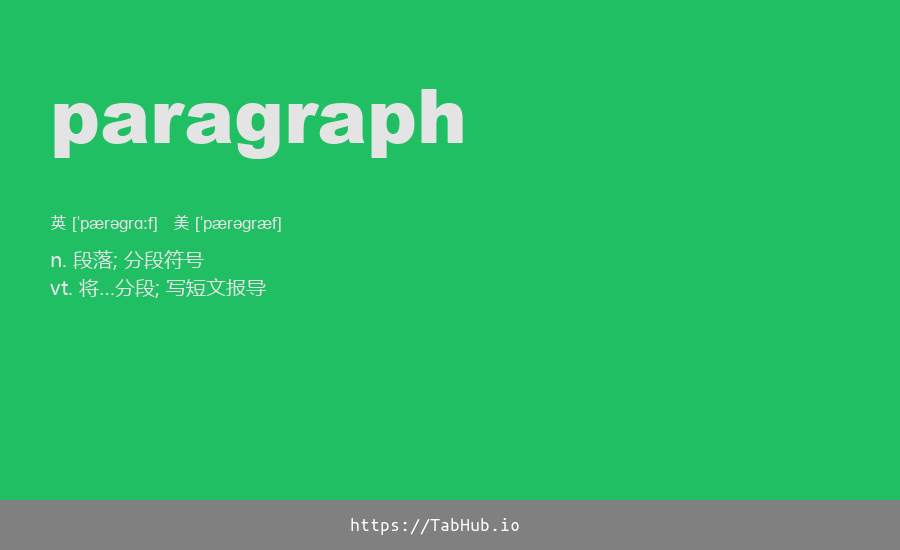 paragraph
英 [ˈpærəgrɑːf] 美 [ˈpærəgræf]
n. 段落; 分段符号
vt. 将...分段; 写短文报导
https://TabHub.io